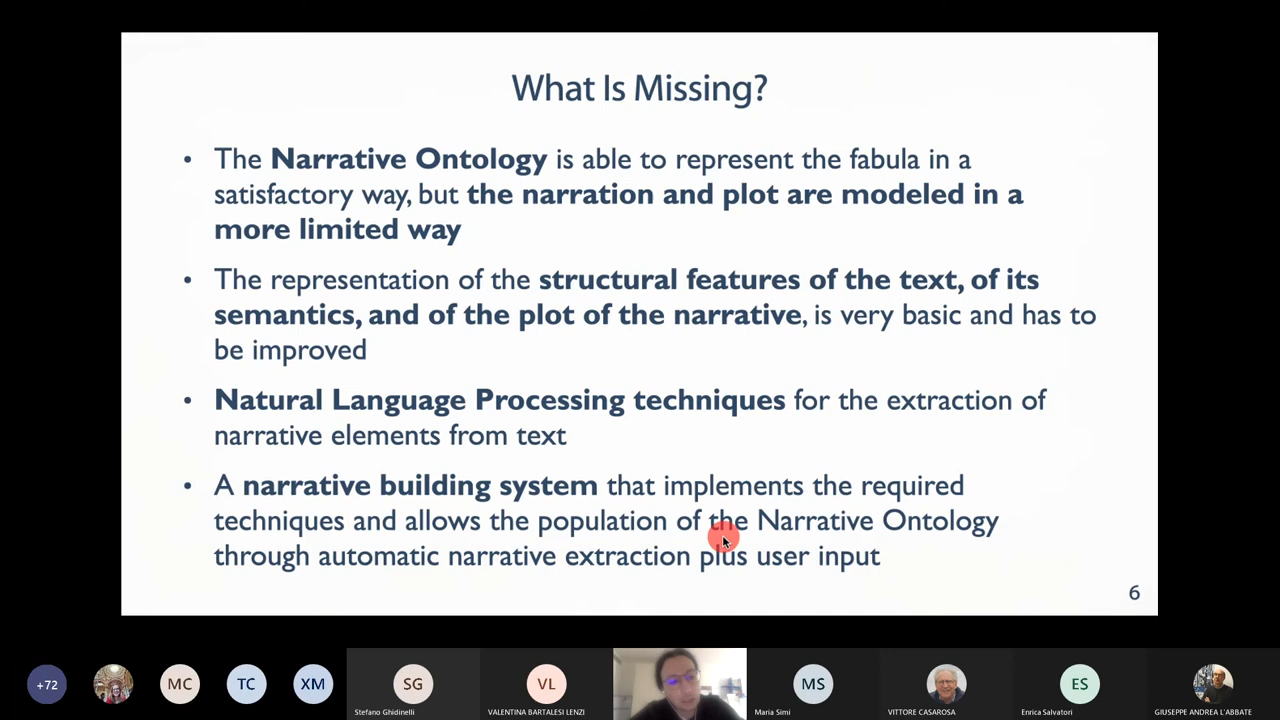 What Is Missing?
• The Narrative Ontology is able to represent the fabula in a
satisfactory way, but the narration and plot are modeled in a
more limited way
• The representation of the structural features of the text, of its
semantics, and of the plot of the narrative, is very basic and has to
be improved
• Natural Language Processing techniques for the extraction of
narrative elements from text
• A narrative building system that implements the required
techniques and allows the population of the Narrative Ontology
through automatic narrative extraction plus user input
6
+72
MC
TC
XM
SG
VL
MS
ES
Stefano Ghidinelli
VALENTINA BARTALESI LENZI
Maria Simi
VITTORE CASAROSA
Enrica Salvatori
GIUSEPPE ANDREA L'ABBATE